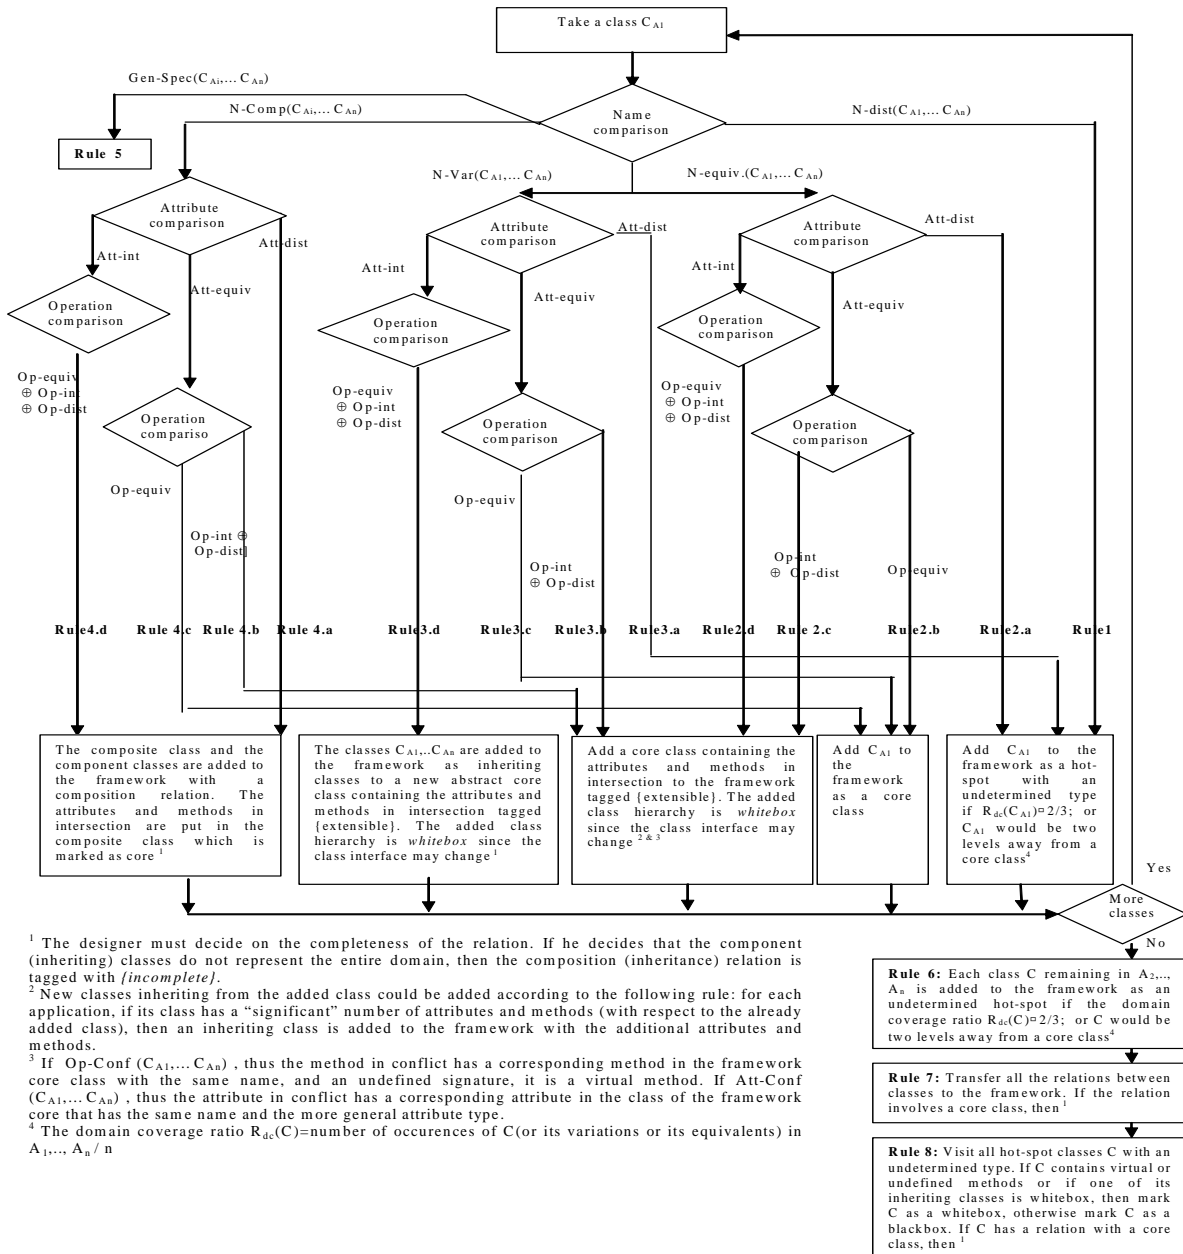 Take a class C A1
Gen-Spec(C Ai,... C An)
N-Comp(C Ai,... C An)
Name
comparison
N-dist(C A1,... C An)
Rule 5
N-Var(C A1,... C An)
N-equiv.(C A1,... C An)
Attribute
comparison
Att-dist
Att-int
Att-equiv
Operation
comparison
Op-equiv
⊕ Op-int
⊕ Op-dist
Operation
compariso
Op-equiv
Op-int ⊕
Op-dist]
Attribute
comparison
Att-dist
Att-int
Att-equiv
Operation
comparison
Op-equiv
⊕ Op-int
⊕ Op-dist
Operation
comparison
Op-equiv
Op-int
⊕ Op-dist
Attribute
comparison
Att-dist
Att-int
Att-equiv
Operation
comparison
Op-equiv
⊕ Op-int
⊕ Op-dist
Operation
comparison
Op-int
⊕ Op-dist
Op-equiv
Rule4.d Rule 4.c Rule 4.b Rule 4.a Rule3.d Rule3.c Rule3.b Rule3.a Rule2.d Rule 2.c Rule2.b Rule2.a Rule1
The composite class and the
component classes are added to
the framework with a
composition relation. The
attributes and methods in
intersection are put in the
composite class which is
marked as core 1
The classes C A1,..C An are added to
the framework as inheriting
classes to a new abstract core
class containing the attributes and
methods in intersection tagged
{extensible}. The added class
hierarchy is whitebox since the
class interface may change 1
Add a core class containing the
attributes and methods in
intersection to the framework
tagged {extensible}. The added
class hierarchy is whitebox
since the class interface may
change 2 & 3
Add C A1 to
the
framework
as a core
class
Add C A1 to the
framework as a hot-
spot with an
undetermined type
if R dc(C A1)¤ 2/3; or
C A1 would be two
levels away from a
core class 4
Yes
More
classes
No
1 The designer must decide on the completeness of the relation. If he decides that the component
(inheriting) classes do not represent the entire domain, then the composition (inheritance) relation is
tagged with {incomplete}.
2 New classes inheriting from the added class could be added according to the following rule: for each
application, if its class has a “significant” number of attributes and methods (with respect to the already
added class), then an inheriting class is added to the framework with the additional attributes and
methods.
3 If Op-Conf (C A1,... C An) , thus the method in conflict has a corresponding method in the framework
core class with the same name, and an undefined signature, it is a virtual method. If Att-Conf
(C A1,... C An) , thus the attribute in conflict has a corresponding attribute in the class of the framework
core that has the same name and the more general attribute type.
4 The domain coverage ratio R dc(C)=number of occurences of C(or its variations or its equivalents) in
A 1,.., A n / n
Rule 6: Each class C remaining in A 2,..,
A n is added to the framework as an
undetermined hot-spot if the domain
coverage ratio R dc(C)¤ 2/3; or C would be
two levels away from a core class 4
Rule 7: Transfer all the relations between
classes to the framework. If the relation
involves a core class, then 1
Rule 8: Visit all hot-spot classes C with an
undetermined type. If C contains virtual or
undefined methods or if one of its
inheriting classes is whitebox, then mark
C as a whitebox, otherwise mark C as a
blackbox. If C has a relation with a core
class, then 1